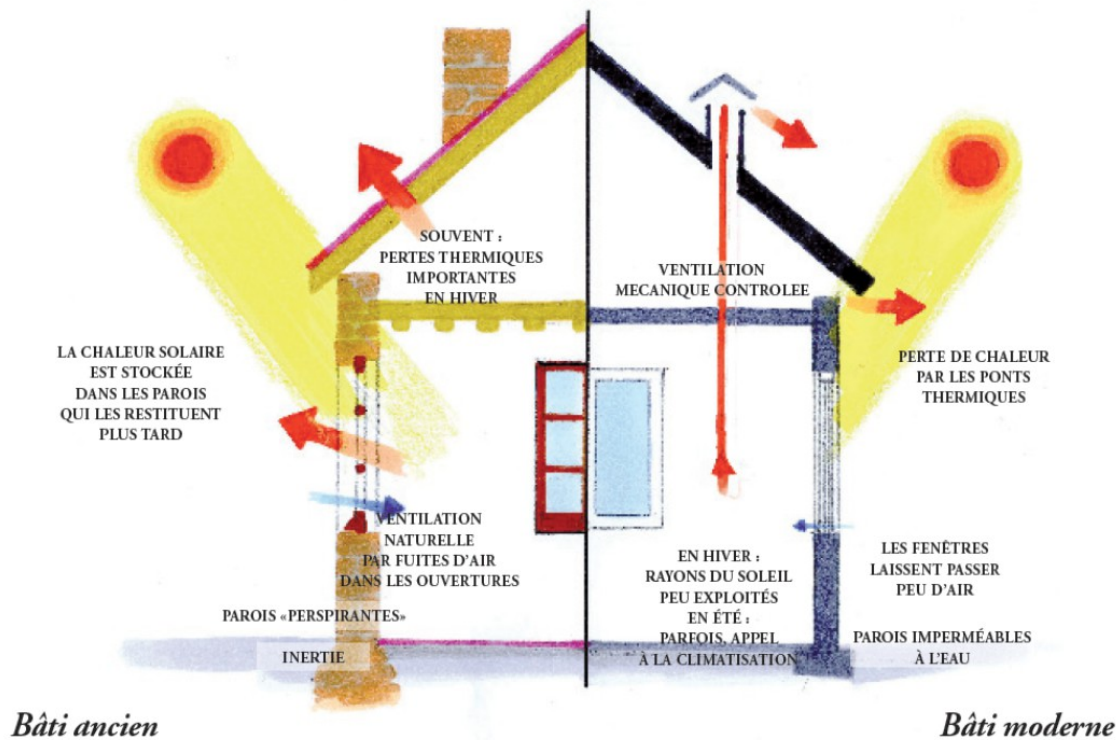 SOUVENT :
PERTES THERMIQUES
IMPORTANTES
EN HIVER
LA CHALEUR SOLAIRE
EST STOCKÉE
DANS LES PAROIS
QUI LES RESTITUENT
PLUS TARD
VENTILATION
NATURELLE
PAR FUITES D'AIR
DANS LES OUVERTURES
PAROIS «PERSPIRANTES»
INERTIE
Bâti ancien
VENTILATION
MECANIQUE CONTROLEE
PERTE DE CHALEUR
PAR LES PONTS
THERMIQUES
EN HIVER :
RAYONS DU SOLEIL
PEU EXPLOITÉS
EN ÉTÉ :
PARFOIS, APPEL
À LA CLIMATISATION
LES FENÊTRES
LAISSENT PASSER
PEU D'AIR
PAROIS IMPERMÉABLES
À L'EAU
Bâti moderne